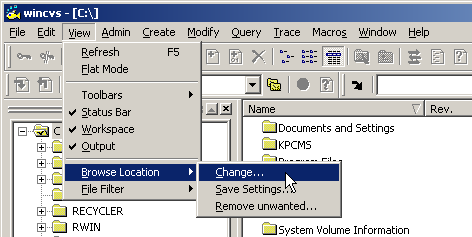 wincvs - [C:\]
File Edit View Admin Create Modify Query Trace Macros Window Help
Refresh F5
Flat Mode
Toolbars
Status Bar
Workspace
Output
Browse Location
File Filter
Change...
Save Settings...
Remove unwanted...
Name Rev.
Documents and Settings
KPCMS
Program Files
System Volume Information
RECYCLER
RWIN